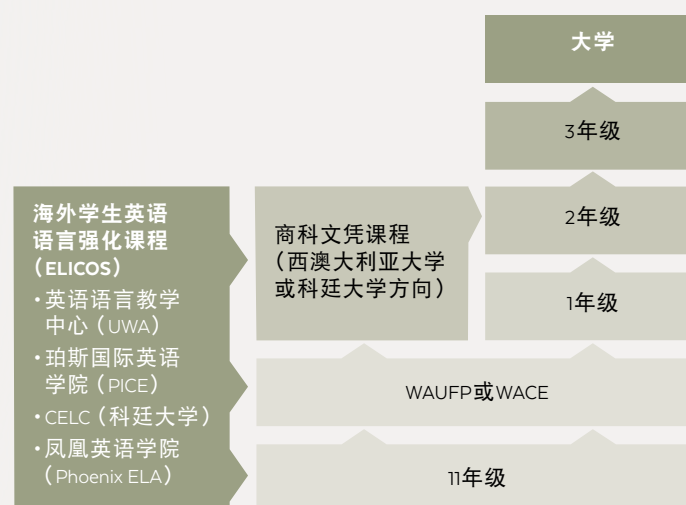 大学
3年级
2年级
1年级
海外学生英语
语言强化课程
（ELICOS）
•英语语言教学
中心（UWA）
•珀斯国际英语
学院（PICE）
•CELC（科廷大学）
•凤凰英语学院
（Phoenix ELA）
商科文凭课程
（西澳大利亚大学
或科廷大学方向）
WAUFP或WACE
11年级